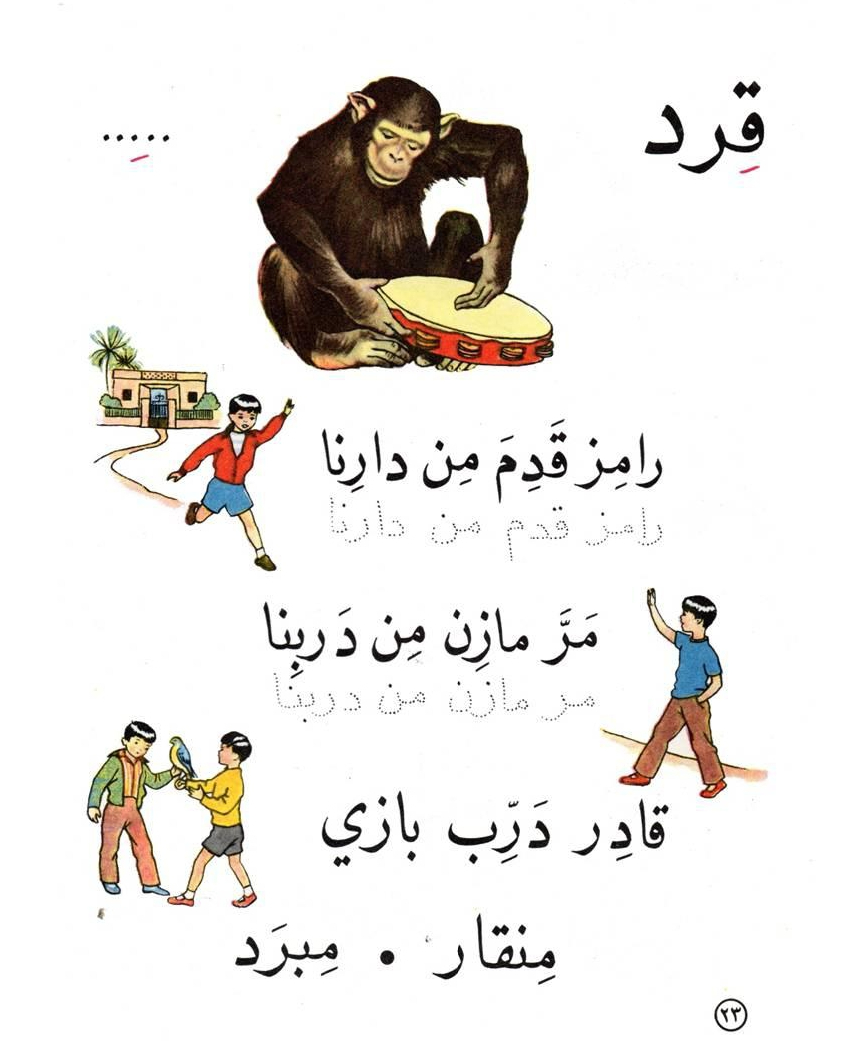 قِرد
.....
رامِز قَدِمَ مِن دارِنا
رامز قدم من دارنا
مَرَّ مازِن مِن دَربِنا
مر مازن من دربنا
قادِر دَرِّب بازي
مِنقار . مِبرَد
٢٣